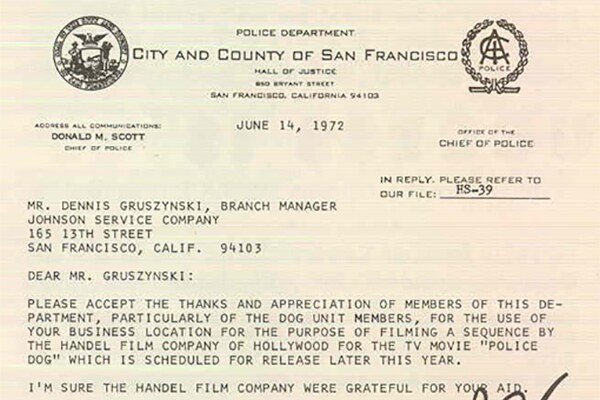 POLICE DEPARTMENT
CITY AND COUNTY OF SAN FRANCISCO
HALL OF JUSTICE
850 BRYANT STREET
SAN FRANCISCO, CALIFORNIA 94103
POLICE
ADDRESS ALL COMMUNICATIONS:
DONALD M. SCOTT
CHIEF OF POLICE
JUNE 14, 1972
OFFICE OF THE
CHIEF OF POLICE
IN REPLY, PLEASE REFER TO
OUR FILE: HS-39
MR. DENNIS GRUSZYNSKI, BRANCH MANAGER
JOHNSON SERVICE COMPANY
165 13TH STREET
SAN FRANCISCO, CALIF. 94103
DEAR MR. GRUSZYNSKI:
PLEASE ACCEPT THE THANKS AND APPRECIATION OF MEMBERS OF THIS DE-
PARTMENT, PARTICULARLY OF THE DOG UNIT MEMBERS, FOR THE USE OF
YOUR BUSINESS LOCATION FOR THE PURPOSE OF FILMING A SEQUENCE BY
THE HANDEL FILM COMPANY OF HOLLYWOOD FOR THE TV MOVIE "POLICE
DOG" WHICH IS SCHEDULED FOR RELEASE LATER THIS YEAR.
I'M SURE THE HANDEL FILM COMPANY WERE GRATEFUL FOR YOUR AID.